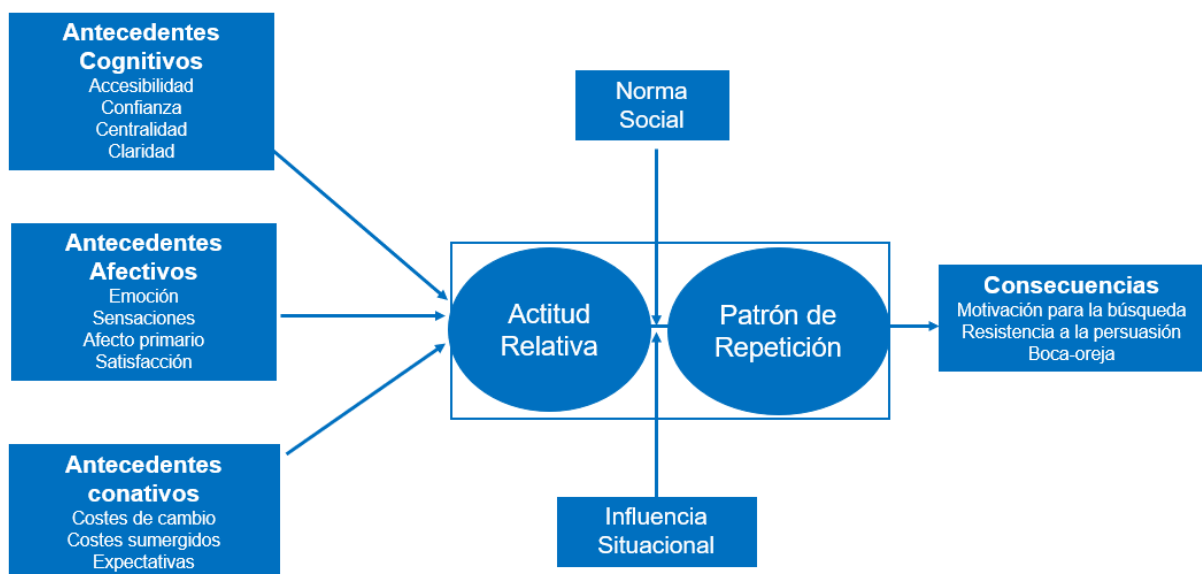 Antecedentes
Cognitivos
Accesibilidad
Confianza
Centralidad
Claridad
Norma
Social
Antecedentes
Afectivos
Emoción
Sensaciones
Afecto primario
Satisfacción
Actitud
Relativa
Patrón de
Repetición
Consecuencias
Motivación para la búsqueda
Resistencia a la persuasión
Boca-oreja
Antecedentes
conativos
Costes de cambio
Costes sumergidos
Expectativas
Influencia
Situacional